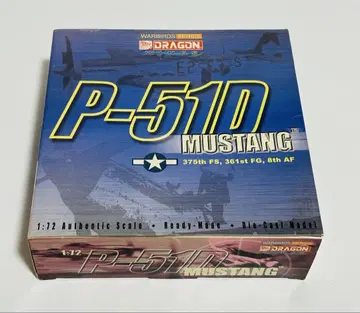 WARBIRDS SERIES
DRAGON
P-51D
MUSTANG™
375th FS, 361st FG, 8th AF
1:72 Authentic Scale • Ready-Made • Die-Cast Model
WARBIRDS SERIES
DRAGON
1:72
P-51D
MUSTANG